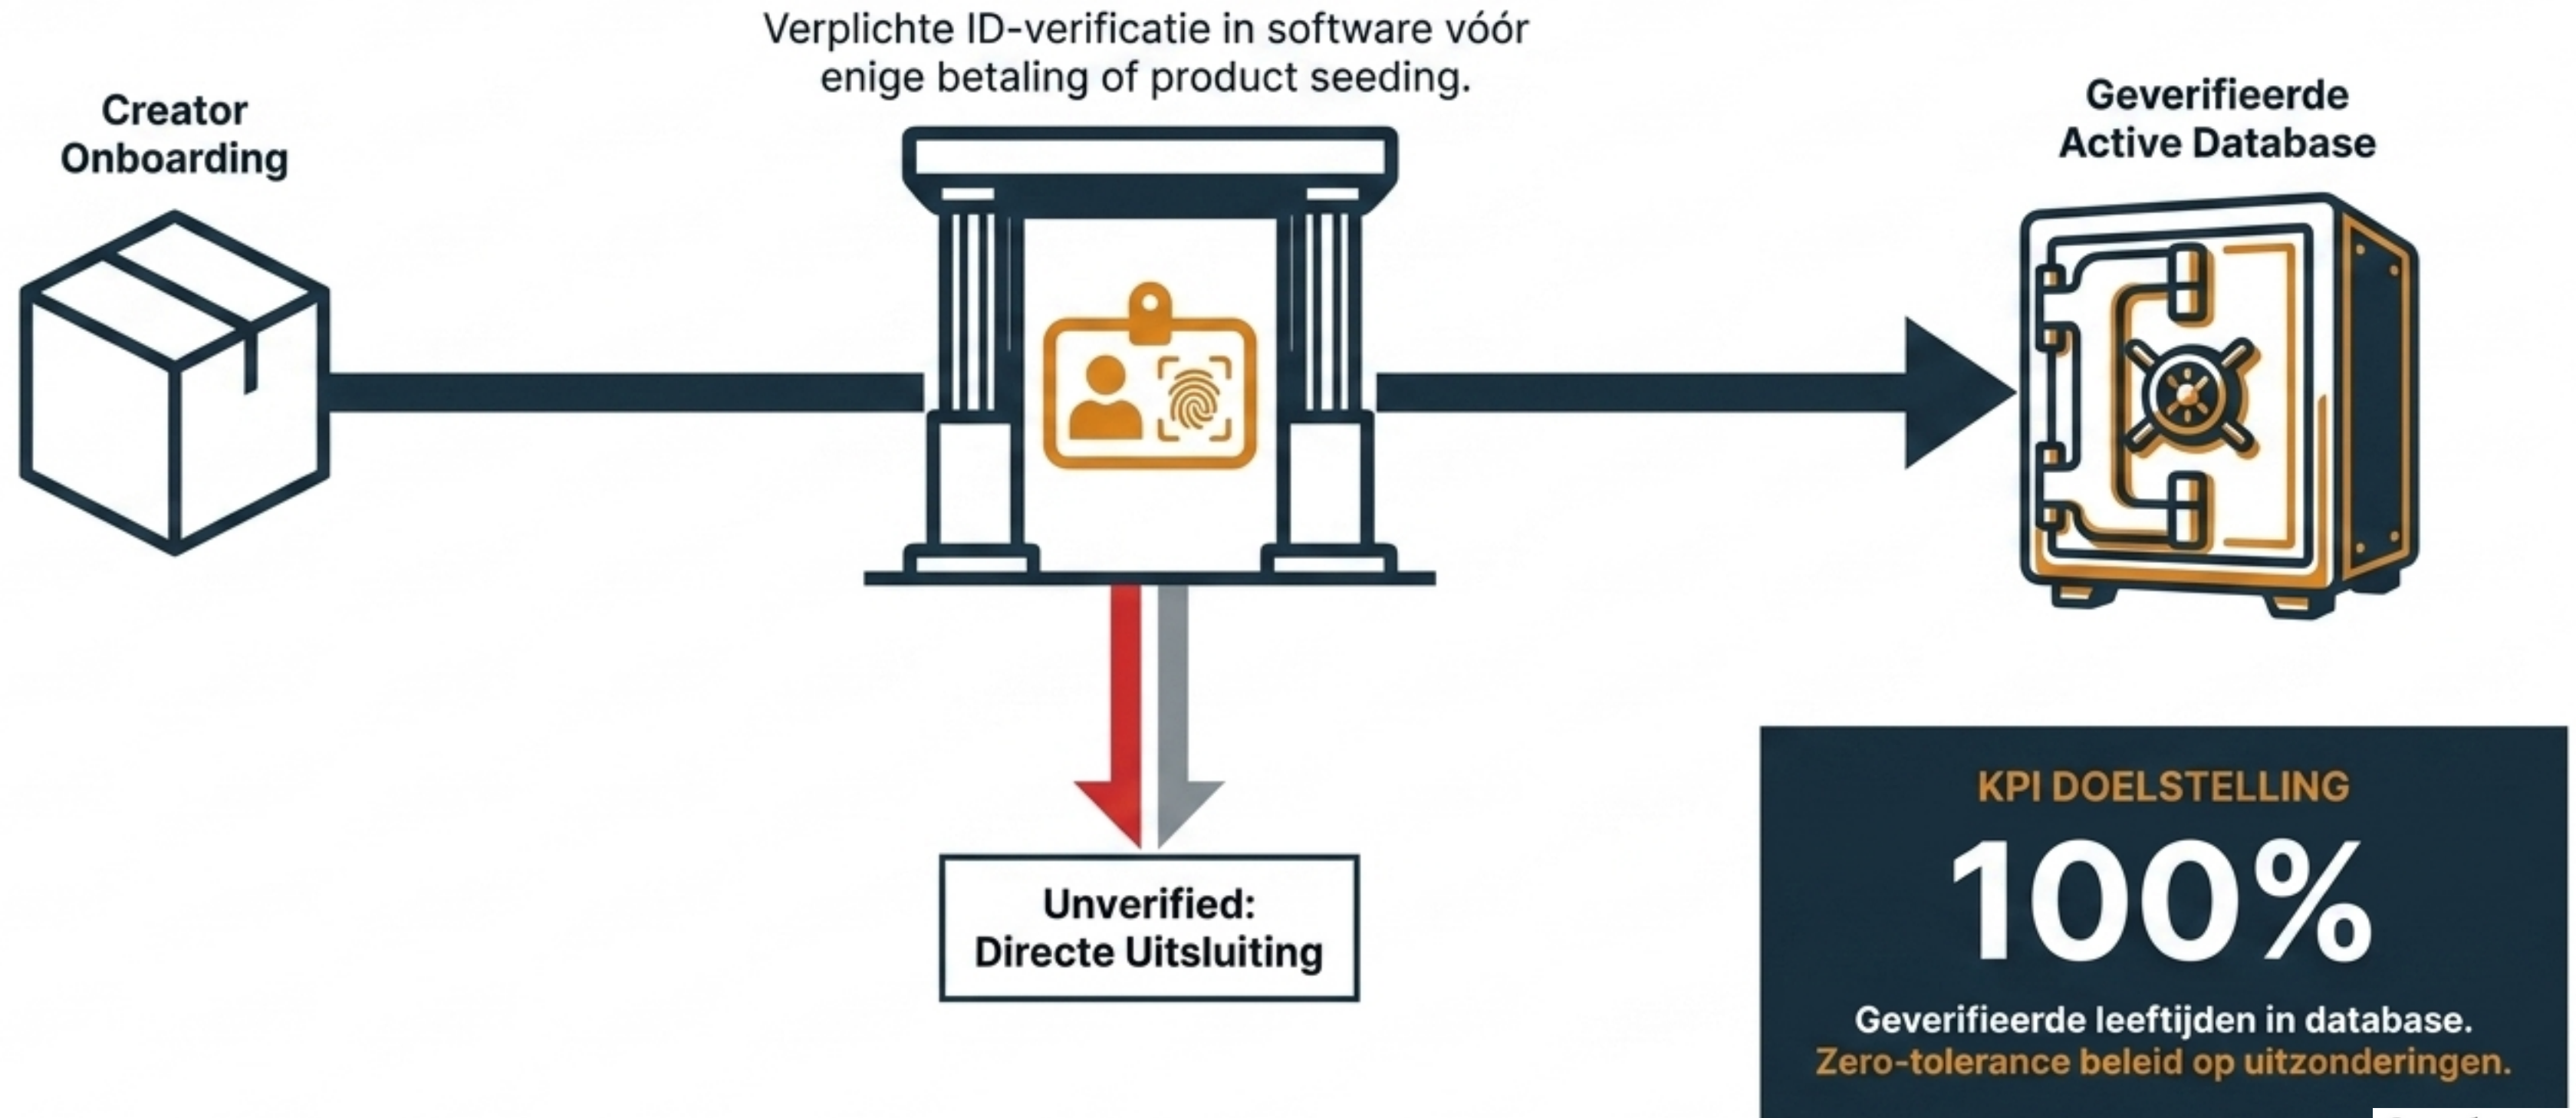 Verplichte ID-verificatie in software vóór
enige betaling of product seeding.
Creator
Onboarding
Geverifieerde
Active Database
Unverified:
Directe Uitsluiting
KPI DOELSTELLING
100%
Geverifieerde leeftijden in database.
Zero-tolerance beleid op uitzonderingen.